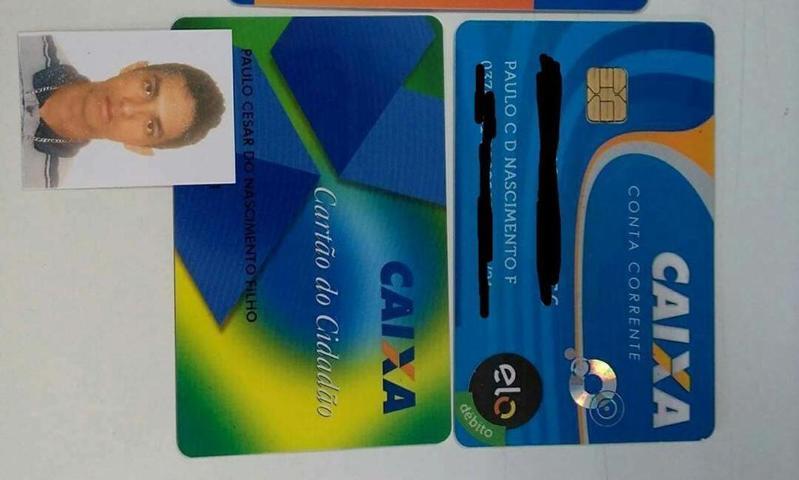 CAIXA
Cartão do Cidadão
PAULO CESAR DO NASCIMENTO FILHO
CAIXA
CONTA CORRENTE
PAULO C D NASCIMENTO F
elo
débito